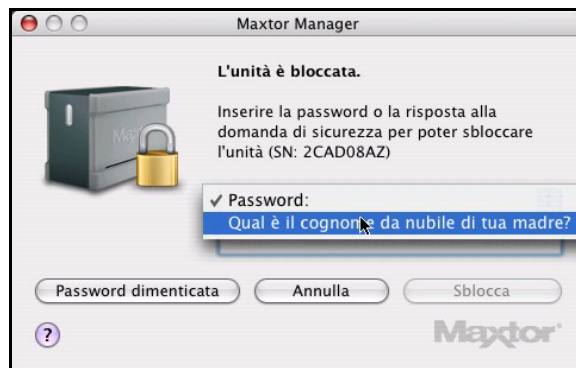 Maxtor Manager
L'unità è bloccata.
Inserire la password o la risposta alla
domanda di sicurezza per poter sbloccare
l'unità (SN: 2CAD08AZ)
Maxtor
✓ Password:
Qual è il cognome da nubile di tua madre?
Password dimenticata
Annulla
Sblocca
?
Maxtor